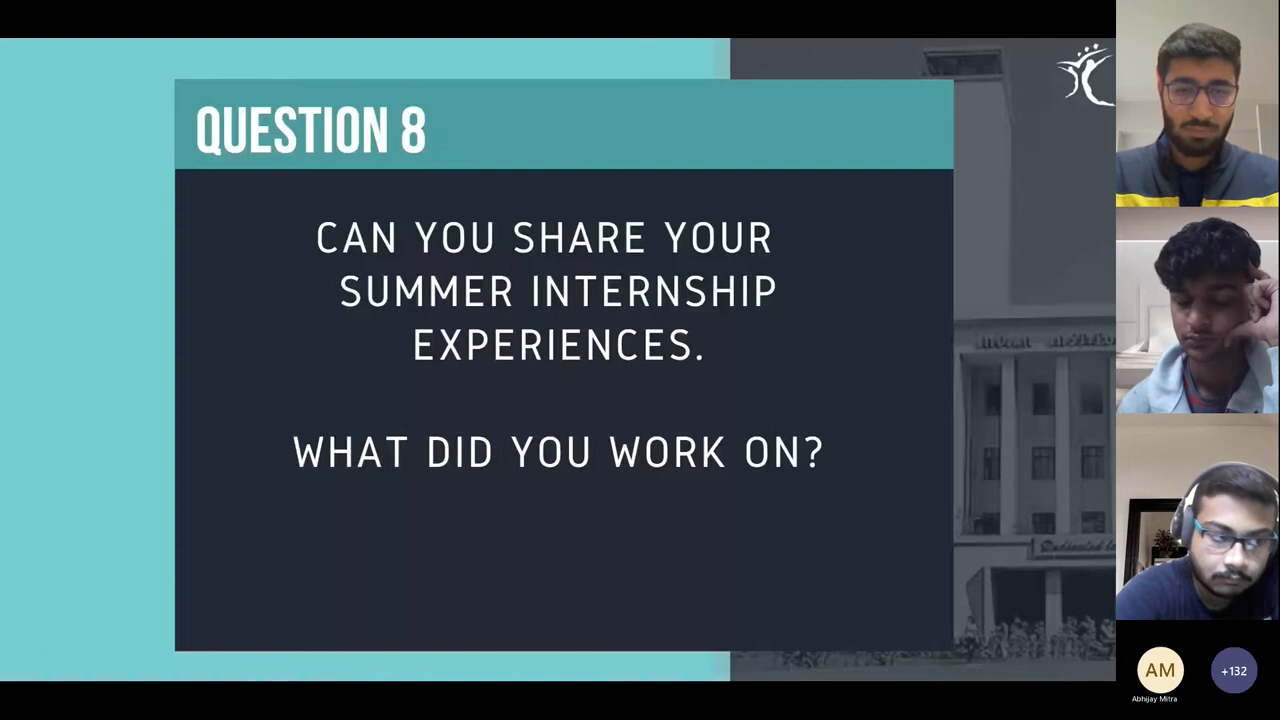 QUESTION 8
CAN YOU SHARE YOUR
SUMMER INTERNSHIP
EXPERIENCES.
WHAT DID YOU WORK ON?
AM
+132
Abhijay Mitra